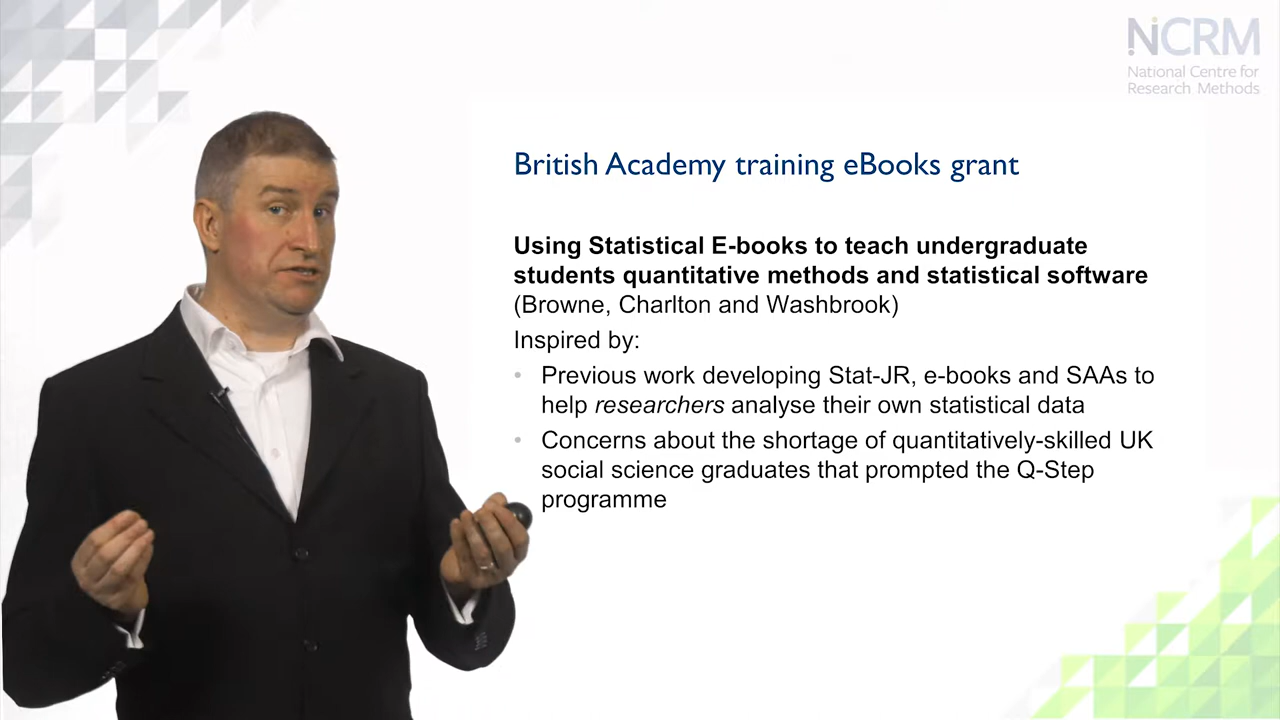 NCRM
National Centre for
Research Methods
British Academy training eBooks grant
Using Statistical E-books to teach undergraduate
students quantitative methods and statistical software
(Browne, Charlton and Washbrook)
Inspired by:
• Previous work developing Stat-JR, e-books and SAAs to
help researchers analyse their own statistical data
• Concerns about the shortage of quantitatively-skilled UK
social science graduates that prompted the Q-Step
programme